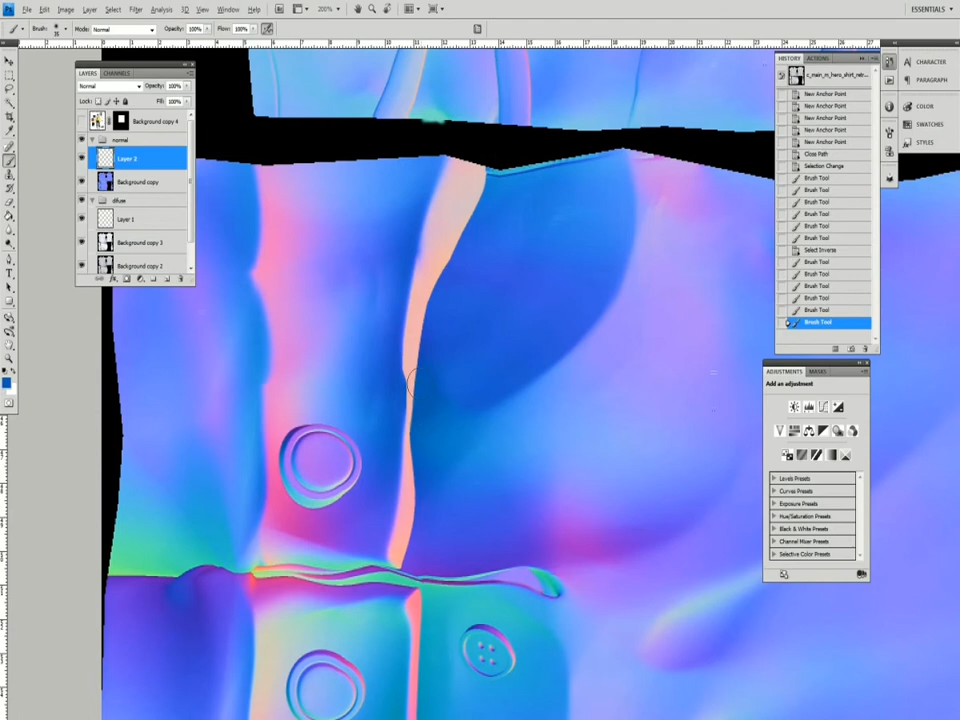 Ps File Edit Image Layer Select Filter Analysis 3D View Window Help 200% ESSENTIALS
Brush: Mode: Normal Opacity: 100% Flow: 100%
LAYERS CHANNELS
Normal Opacity: 100%
Lock: Fill: 100%
Background copy 4
normal
Layer 2
Background copy
difuse
Layer 1
Background copy 3
Background copy 2
HISTORY ACTIONS
New Anchor Point
New Anchor Point
New Anchor Point
New Anchor Point
New Anchor Point
Close Path
Selection Change
Brush Tool
Brush Tool
Brush Tool
Brush Tool
Brush Tool
Brush Tool
Select Inverse
Brush Tool
Brush Tool
Brush Tool
Brush Tool
Brush Tool
Brush Tool
CHARACTER
PARAGRAPH
COLOR
SWATCHES
STYLES
ADJUSTMENTS MASKS
Add an adjustment
Levels Presets
Curves Presets
Exposure Presets
Hue/Saturation Presets
Black & White Presets
Channel Mixer Presets
Selective Color Presets